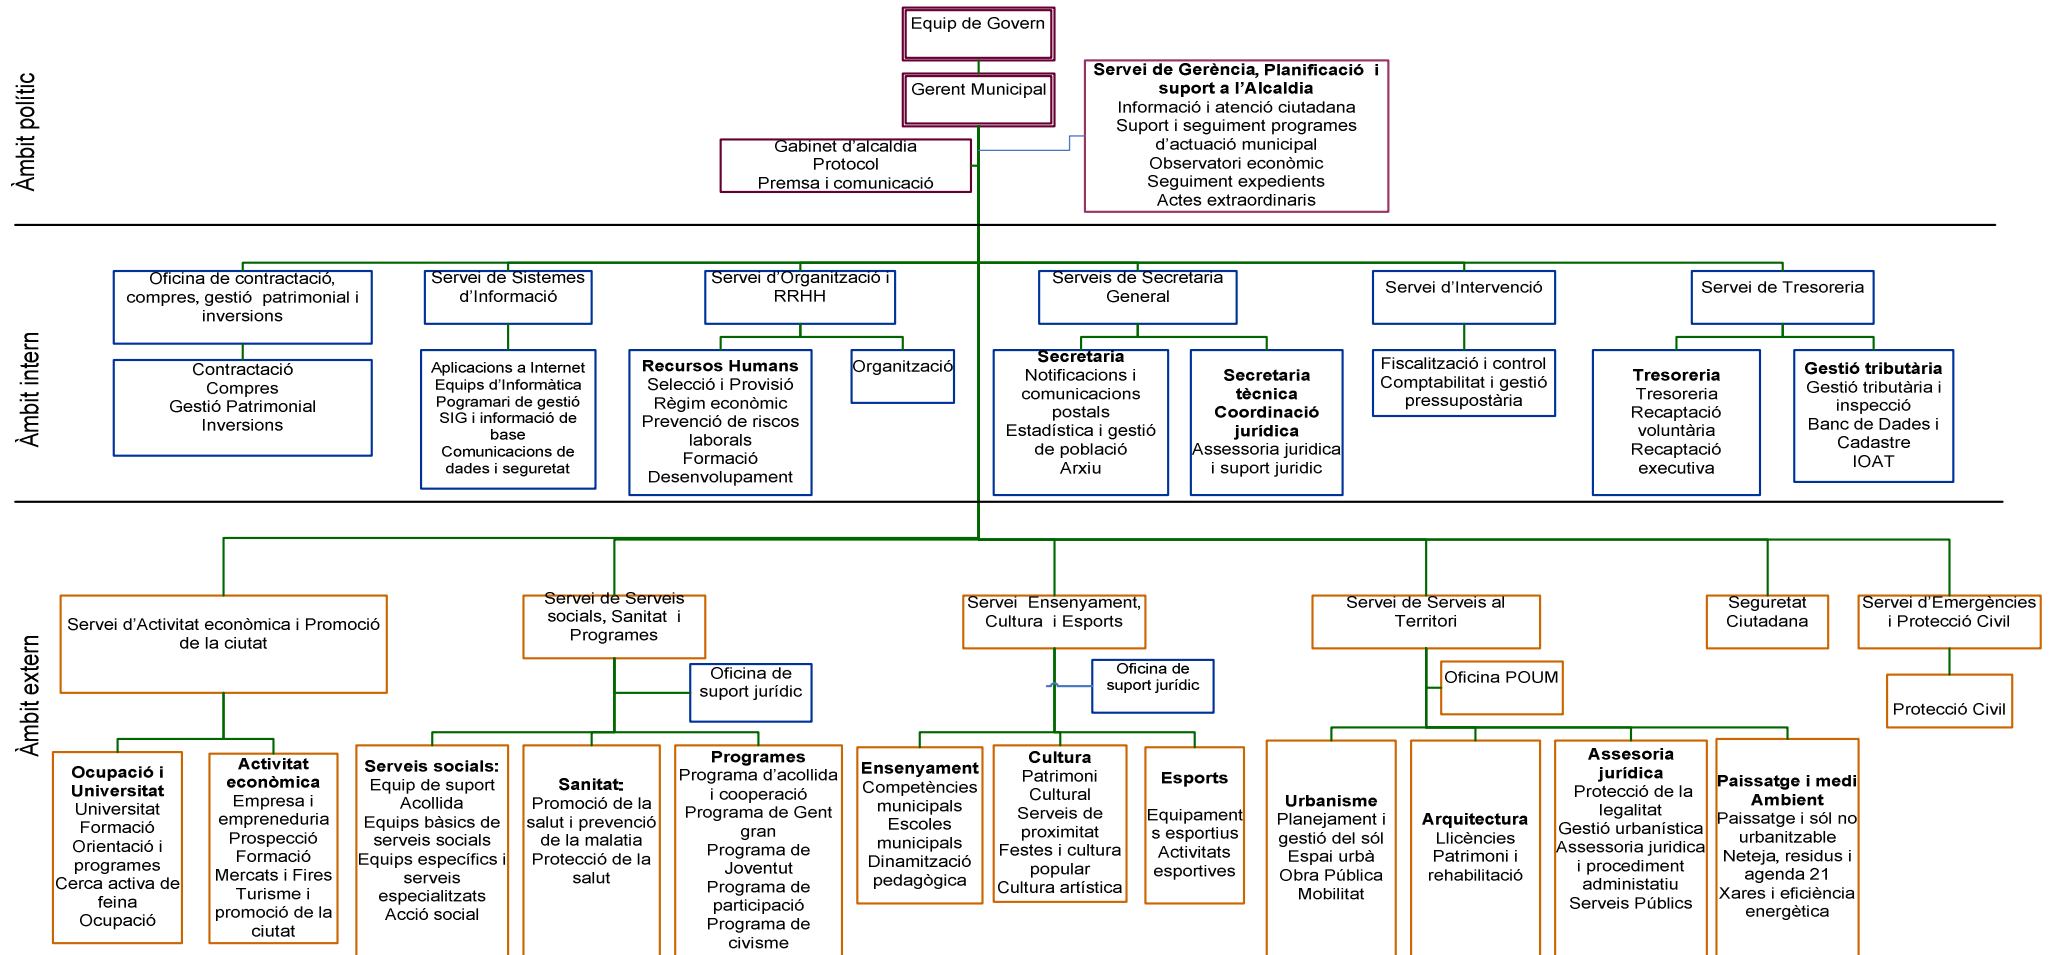 Equip de Govern
Gerent Municipal
Àmbit polític
Servei de Gerència, Planificació i
suport a l’Alcaldia
Informació i atenció ciutadana
Suport i seguiment programes
d’actuació municipal
Observatori econòmic
Seguiment expedients
Actes extraordinaris
Gabinet d’alcaldia
Protocol
Premsa i comunicació
Àmbit intern
Oficina de contractació,
compres, gestió patrimonial i
inversions
Servei de Sistemes
d’Informació
Servei d’Organització i
RRHH
Serveis de Secretaria
General
Servei d’Intervenció
Servei de Tresoreria
Contractació
Compres
Gestió Patrimonial
Inversions
Aplicacions a Internet
Equips d’Informàtica
Pogramari de gestió
SIG i informació de
base
Comunicacions de
dades i seguretat
Recursos Humans
Selecció i Provisió
Règim econòmic
Prevenció de riscos
laborals
Formació
Desenvolupament
Organització
Secretaria
Notificacions i
comunicacions
postals
Estadística i gestió
de població
Arxiu
Secretaria
tècnica
Coordinació
jurídica
Assessoria juridica
i suport juridic
Fiscalització i control
Comptabilitat i gestió
pressupostària
Tresoreria
Tresoreria
Recaptació
voluntària
Recaptació
executiva
Gestió tributària
Gestió tributària i
inspecció
Banc de Dades i
Cadastre
IOAT
Àmbit extern
Servei d’Activitat econòmica i Promoció
de la ciutat
Servei de Serveis
socials, Sanitat i
Programes
Servei Ensenyament,
Cultura i Esports
Servei de Serveis al
Territori
Seguretat
Ciutadana
Servei d’Emergències
i Protecció Civil
Oficina de
suport jurídic
Oficina de
suport jurídic
Oficina POUM
Protecció Civil
Ocupació i
Universitat
Universitat
Formació
Orientació i
programes
Cerca activa de
feina
Ocupació
Activitat
econòmica
Empresa i
empreneduria
Prospecció
Formació
Mercats i Fires
Turisme i
promoció de la
ciutat
Serveis socials:
Equip de suport
Acollida
Equips bàsics de
serveis socials
Equips específics i
serveis
especialitzats
Acció social
Sanitat:
Promoció de la
salut i prevenció
de la malatia
Protecció de la
salut
Programes
Programa d’acollida
i cooperació
Programa de Gent
gran
Programa de
Joventut
Programa de
participació
Programa de
civisme
Ensenyament
Competències
municipals
Escoles
municipals
Dinamització
pedagògica
Cultura
Patrimoni
Cultural
Serveis de
proximitat
Festes i cultura
popular
Cultura artística
Esports
Equipament
s esportius
Activitats
esportives
Urbanisme
Planejament i
gestió del sól
Espai urbà
Obra Pública
Mobilitat
Arquitectura
Llicències
Patrimoni i
rehabilitació
Assesoria
jurídica
Protecció de la
legalitat
Gestió urbanística
Assessoria juridica
i procediment
administatiu
Serveis Públics
Paissatge i medi
Ambient
Paissatge i sól no
urbanitzable
Neteja, residus i
agenda 21
Xares i eficiència
energètica